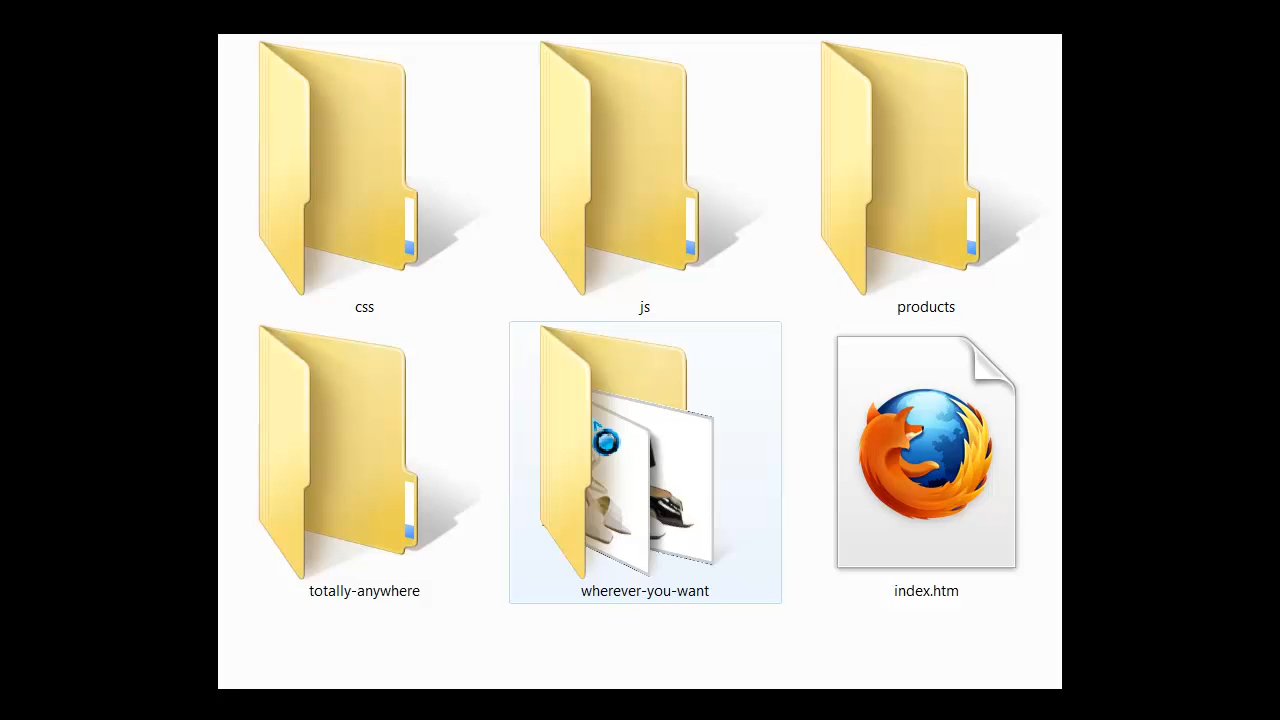 css
js
products
totally-anywhere
wherever-you-want
index.htm